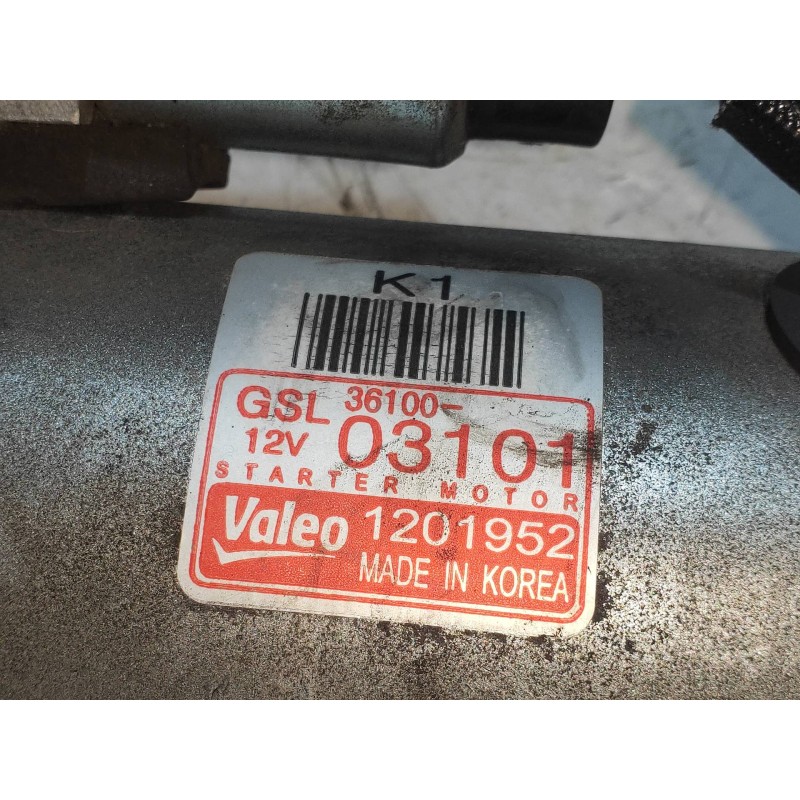 K1
GSL 36100-
12V 03101
STARTER MOTOR
Valeo 1201952
MADE IN KOREA